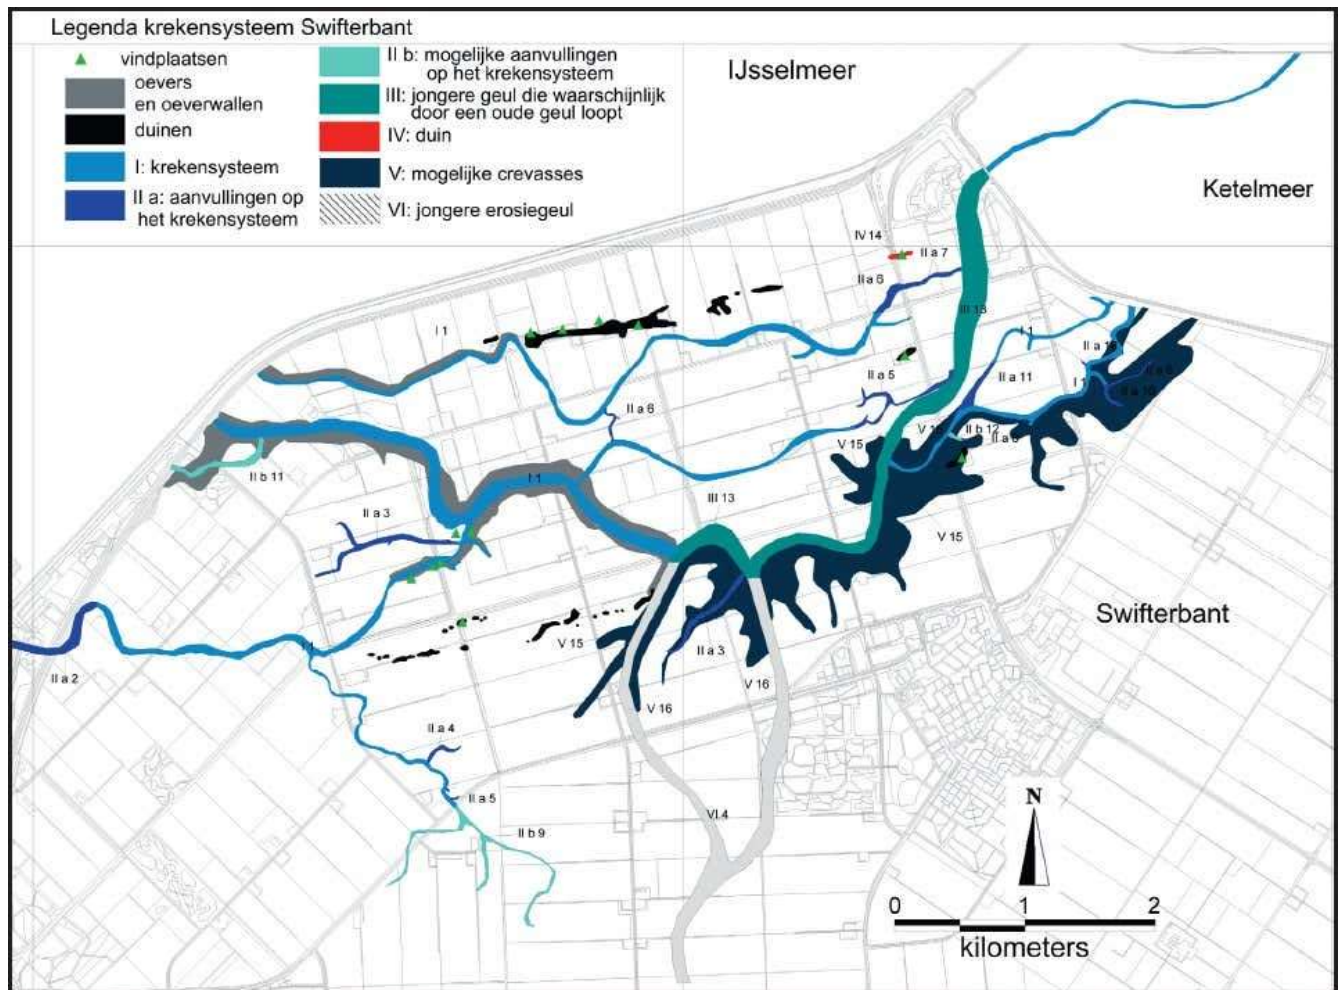 Legenda krekensysteem Swifterbant
vindplaatsen
oevers
en oeverwallen
duinen
I: krekensysteem
II a: aanvullingen op
het krekensysteem
II b: mogelijke aanvullingen
op het krekensysteem
III: jongere geul die waarschijnlijk
door een oude geul loopt
IV: duin
V: mogelijke crevasses
VI: jongere erosiegeul
IJsselmeer
Ketelmeer
IV 14
II a 7
II a 6
III 13
I 1
I 1
II a 5
II a 11
I 1
II a 6
V 15
II b 12
V 15
II b 11
I 1
III 13
II a 3
V 15
Swifterbant
V 15
II a 3
II a 2
V 16
V 16
II a 4
II a 5
VI.4
II b 9
N
0
1
2
kilometers